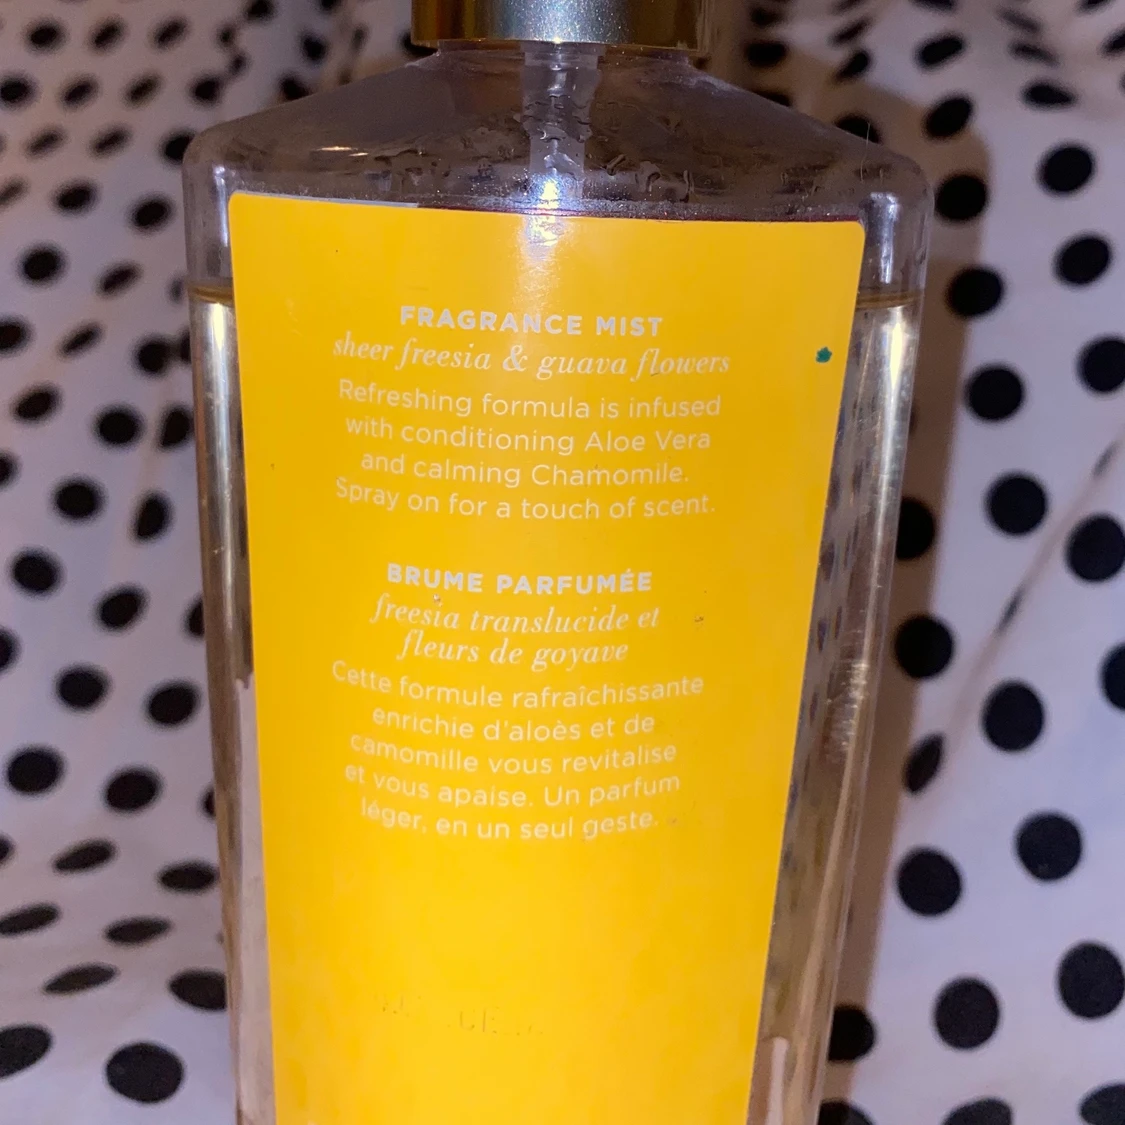 FRAGRANCE MIST
sheer freesia & guava flowers
Refreshing formula is infused
with conditioning Aloe Vera
and calming Chamomile.
Spray on for a touch of scent.
BRUME PARFUMÉE
freesia translucide et
fleurs de goyave
Cette formule rafraîchissante
enrichie d'aloès et de
camomille vous revitalise
et vous apaise. Un parfum
léger, en un seul geste.